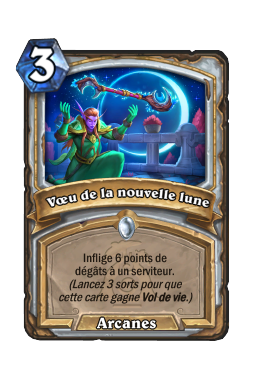 3
Vœu de la nouvelle lune
Inflige 6 points de
dégâts à un serviteur.
(Lancez 3 sorts pour que
cette carte gagne Vol de vie.)
Arcanes